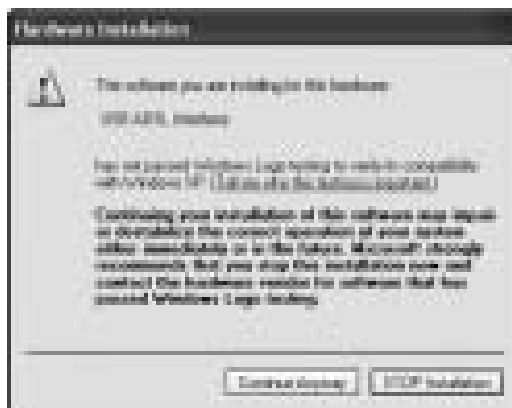 Hardware Installation
The software you are installing for this hardware:
USB Interface
has not passed Windows Logo testing to verify its compatibility
with Windows XP. (Tell me why this testing is important.)
Continuing your installation of this software may impair
or destabilize the correct operation of your system
either immediately or in the future. Microsoft strongly
recommends that you stop this installation now and
contact the hardware vendor for software that has
passed Windows Logo testing.
Continue Anyway
STOP Installation